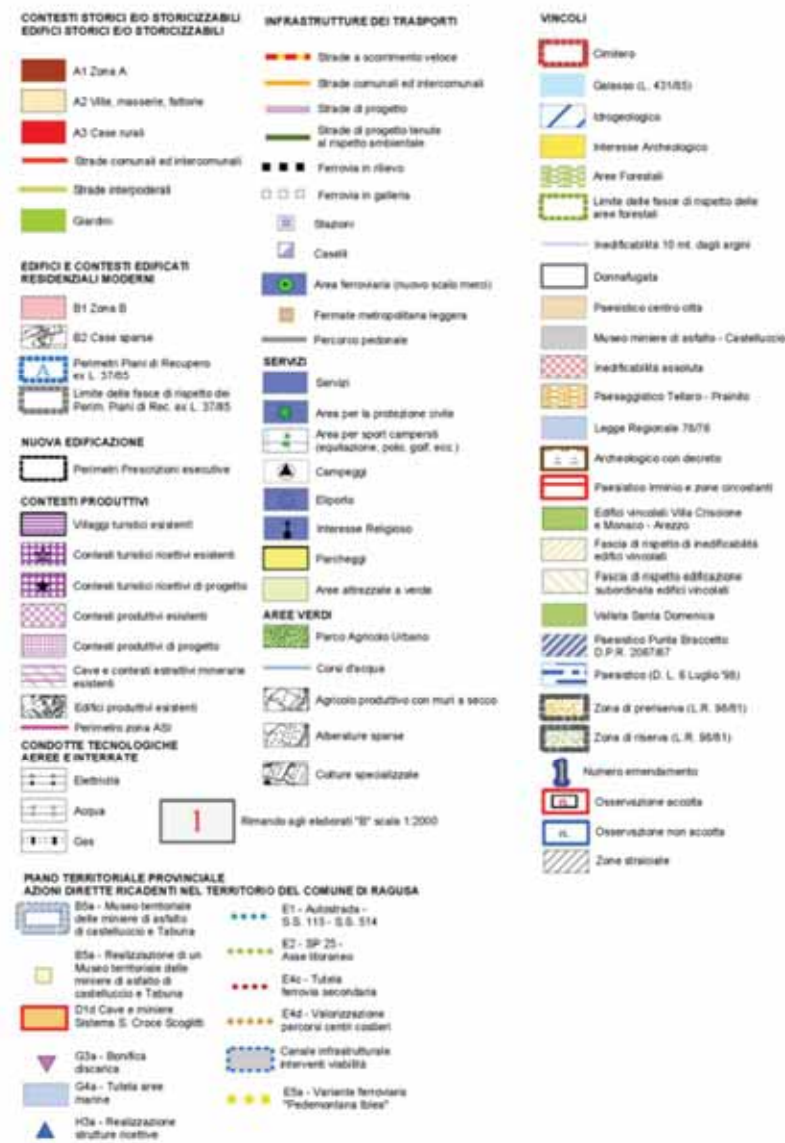 CONTESTI STORICI E/O STORICIZZABILI
EDIFICI STORICI E/O STORICIZZABILI
A1 Zona A
A2 Ville, masserie, fattorie
A3 Case rurali
Strade comunali ed intercomunali
Strade interpoderali
Giardini
EDIFICI E CONTESTI EDIFICATI
RESIDENZIALI MODERNI
B1 Zona B
B2 Case sparse
A
Perimetri Piani di Recupero
ex L. 37/85
Limite delle fasce di rispetto dei
Perim. Piani di Rec. ex L. 37/85
NUOVA EDIFICAZIONE
Perimetri Prescrizioni esecutive
CONTESTI PRODUTTIVI
Villaggi turistici esistenti
Contesti turistici ricettivi esistenti
Contesti turistici ricettivi di progetto
Contesti produttivi esistenti
Contesti produttivi di progetto
Cave e contesti estrattivi minerarie
esistenti
Edifici produttivi esistenti
Perimetro zona ASI
CONDOTTE TECNOLOGICHE
AEREE E INTERRATE
Elettricità
Acqua
Gas
INFRASTRUTTURE DEI TRASPORTI
Strade a scorrimento veloce
Strade comunali ed intercomunali
Strade di progetto
Strade di progetto tenute
al rispetto ambientale
Ferrovia in rilievo
Ferrovia in galleria
Stazioni
Caselli
Area ferroviaria (nuovo scalo merci)
Fermate metropolitana leggera
Percorso pedonale
SERVIZI
Servizi
Area per la protezione civile
Area per sport campersti
(equitazione, polo, golf, ecc.)
Campeggi
Eliporto
Interesse Religioso
Parcheggi
Aree attrezzate a verde
AREE VERDI
Parco Agricolo Urbano
Corsi d'acqua
Agricolo produttivo con muri a secco
Alberature sparse
Colture specializzate
1
Rimando agli elaborati "B" scala 1:2000
VINCOLI
Cimitero
Galasso (L. 431/85)
Idrogeologico
Interesse Archeologico
Aree Forestali
Limite delle fasce di rispetto delle
aree forestali
Inedificabilità 10 mt. dagli argini
Donnafugata
Paesistico centro città
Museo miniere di asfalto - Castelluccio
Inedificabilità assoluta
Paesaggistico Tellaro - Prainito
Legge Regionale 78/76
Archeologico con decreto
Paesistico Irminio e zone circostanti
Edifici vincolati Villa Criscione
e Monaco - Arezzo
Fascia di rispetto di inedificabilità
edifici vincolati
Fascia di rispetto edificazione
subordinata edifici vincolati
Vallata Santa Domenica
Paesistico Punta Braccetto
D.P.R. 2067/67
Paesistico (D. L. 6 Luglio '98)
Zona di preriserva (L.R. 98/81)
Zona di riserva (L.R. 98/81)
1
Numero emendamento
n.
Osservazione accolta
n.
Osservazione non accolta
Zone stralciate
PIANO TERRITORIALE PROVINCIALE
AZIONI DIRETTE RICADENTI NEL TERRITORIO DEL COMUNE DI RAGUSA
B5a - Museo territoriale
delle miniere di asfalto
di castelluccio e Tabuna
B5a - Realizzazione di un
Museo territoriale delle
miniere di asfalto di
castelluccio e Tabuna
D1d Cave e miniere
Sistema S. Croce Scoglitti
G3a - Bonifica
discarica
G4a - Tutela aree
marine
H3a - Realizzazione
strutture ricettive
E1 - Autostrada -
S.S. 115 - S.S. 514
E2 - SP 25 -
Asse litoraneo
E4c - Tutela
ferrovia secondaria
E4d - Valorizzazione
percorsi centri costieri
Canale infrastrutturale
interventi viabilità
E5a - Variante ferroviaria
"Pedemontana Iblea"